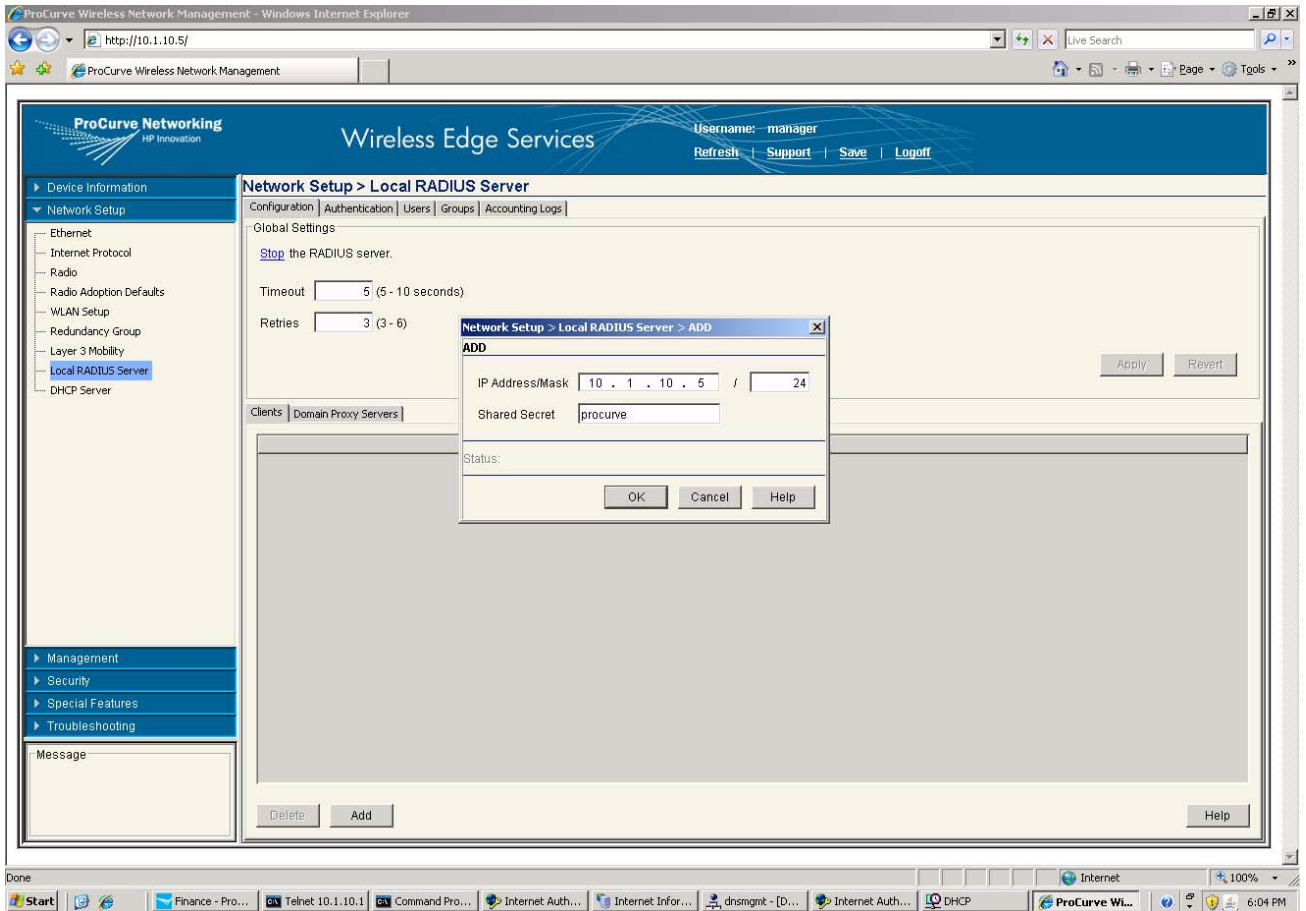 ProCurve Wireless Network Management - Windows Internet Explorer
http://10.1.10.5/
Live Search
ProCurve Wireless Network Management
Page
Tools
ProCurve Networking
HP Innovation
Wireless Edge Services
Username: manager
Refresh | Support | Save | Logoff
Device Information
Network Setup
Ethernet
Internet Protocol
Radio
Radio Adoption Defaults
WLAN Setup
Redundancy Group
Layer 3 Mobility
Local RADIUS Server
DHCP Server
Management
Security
Special Features
Troubleshooting
Message
Network Setup > Local RADIUS Server
Configuration | Authentication | Users | Groups | Accounting Logs
Global Settings
Stop the RADIUS server.
Timeout 5 (5 - 10 seconds)
Retries 3 (3 - 6)
Apply Revert
Clients Domain Proxy Servers
Network Setup > Local RADIUS Server > ADD
ADD
IP Address/Mask 10 . 1 . 10 . 5 / 24
Shared Secret procurve
Status:
OK Cancel Help
Delete Add Help
Done
Internet
100%
Start
Finance - Pro...
Telnet 10.1.10.1
Command Pro...
Internet Auth...
Internet Infor...
dnsmgmt - [D...
Internet Auth...
DHCP
ProCurve Wi...
6:04 PM